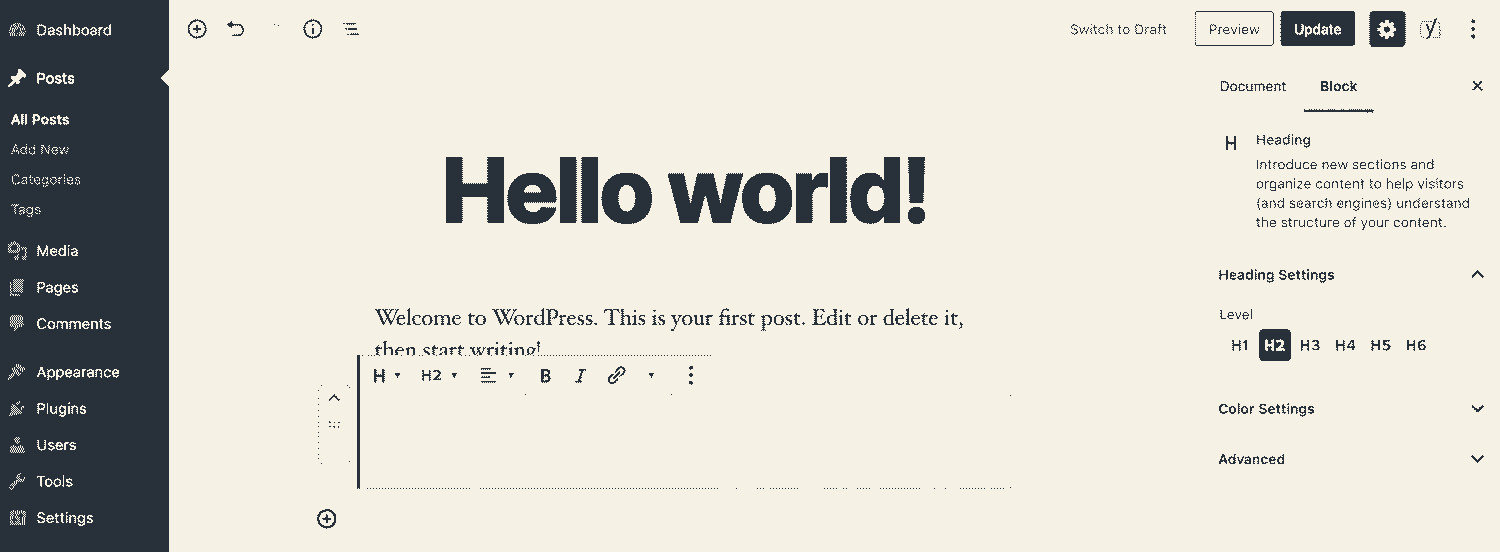 Dashboard
Posts
All Posts
Add New
Categories
Tags
Media
Pages
Comments
Appearance
Plugins
Users
Tools
Settings
Switch to Draft
Preview
Update
Hello world!
Welcome to WordPress. This is your first post. Edit or delete it,
then start writing!
H H2 B I
Document Block
H Heading
Introduce new sections and
organize content to help visitors
(and search engines) understand
the structure of your content.
Heading Settings
Level
H1 H2 H3 H4 H5 H6
Color Settings
Advanced